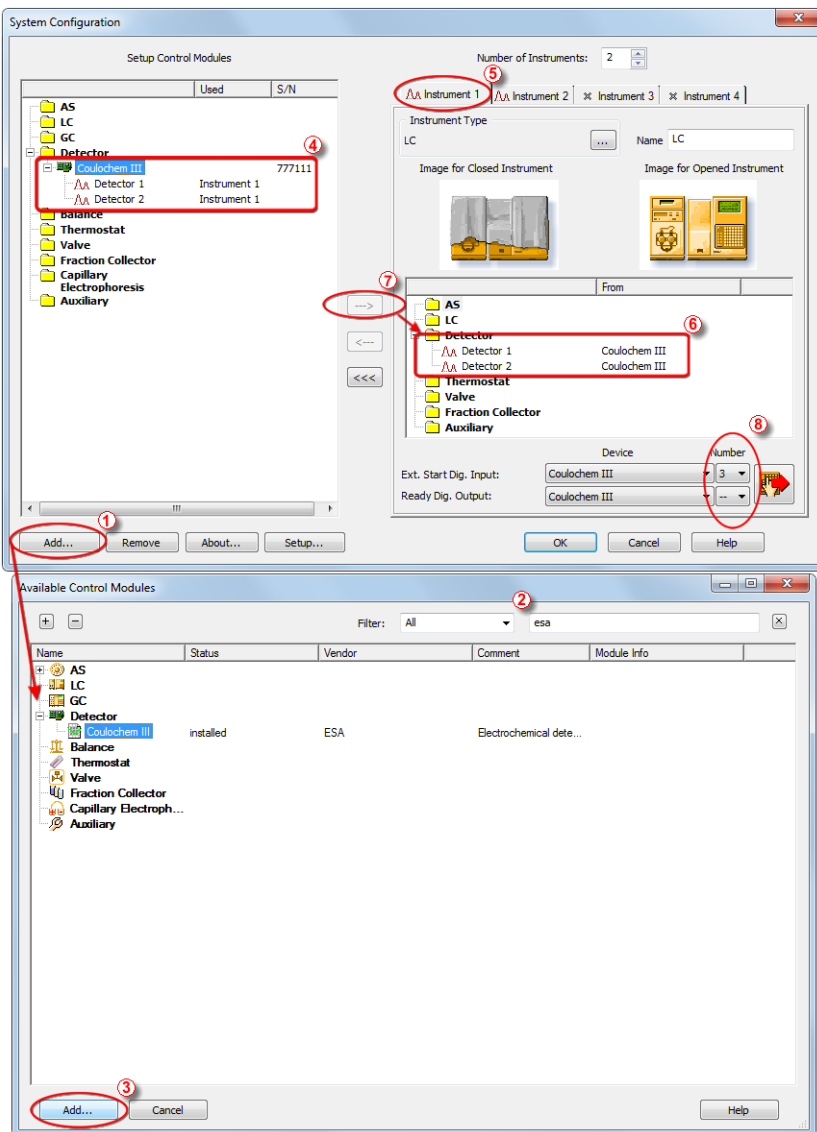 System Configuration
Setup Control Modules
Number of Instruments: 2
Used S/N
AS
LC
GC
Detector
Coulochem III 777111
Detector 1 Instrument 1
Detector 2 Instrument 1
Balance
Thermostat
Valve
Fraction Collector
Capillary
Electrophoresis
Auxiliary
④
⑤
Instrument 1 Instrument 2 Instrument 3 Instrument 4
Instrument Type
LC ... Name LC
Image for Closed Instrument Image for Opened Instrument
⑦
--->
<---
<<<
From
AS
LC
⑥
Detector
Detector 1 Coulochem III
Detector 2 Coulochem III
Thermostat
Valve
Fraction Collector
Auxiliary
⑧
Device Number
Ext. Start Dig. Input: Coulochem III 3
Ready Dig. Output: Coulochem III --
①
Add... Remove About... Setup... OK Cancel Help
Available Control Modules
②
Filter: All esa
Name Status Vendor Comment Module Info
AS
LC
GC
Detector
Coulochem III installed ESA Electrochemical dete...
Balance
Thermostat
Valve
Fraction Collector
Capillary Electroph...
Auxiliary
③
Add... Cancel Help